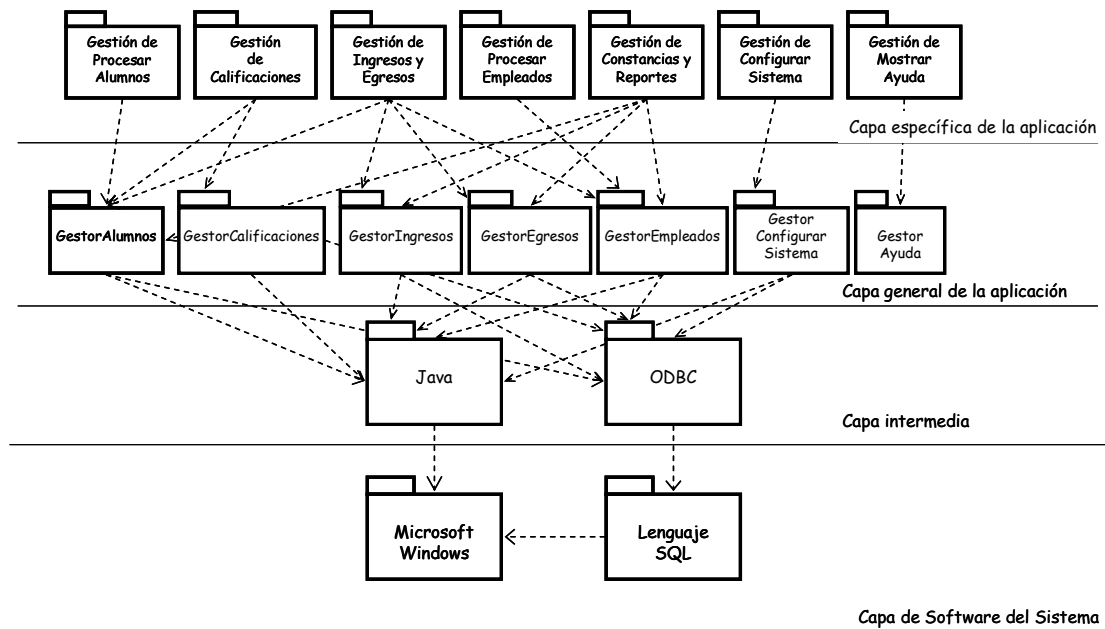 Gestión de
Procesar
Alumnos
Gestión
de
Calificaciones
Gestión de
Ingresos y
Egresos
Gestión de
Procesar
Empleados
Gestión de
Constancias y
Reportes
Gestión de
Configurar
Sistema
Gestión de
Mostrar
Ayuda
Capa específica de la aplicación
GestorAlumnos
GestorCalificaciones
GestorIngresos
GestorEgresos
GestorEmpleados
Gestor
Configurar
Sistema
Gestor
Ayuda
Capa general de la aplicación
Java
ODBC
Capa intermedia
Microsoft
Windows
Lenguaje
SQL
Capa de Software del Sistema